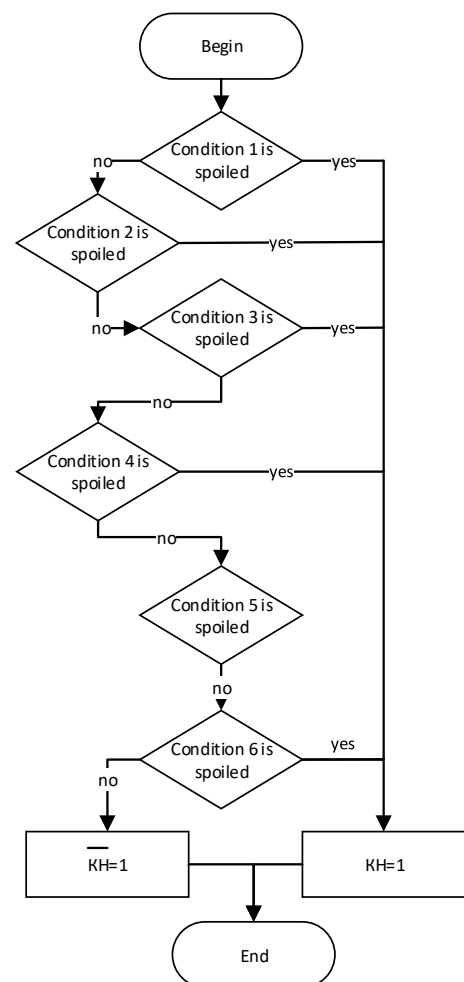 Begin
Condition 1 is
spoiled
no
yes
Condition 2 is
spoiled
yes
no
Condition 3 is
spoiled
yes
no
Condition 4 is
spoiled
yes
no
Condition 5 is
spoiled
no
Condition 6 is
spoiled
yes
no
K̅H̅=1
KH=1
End